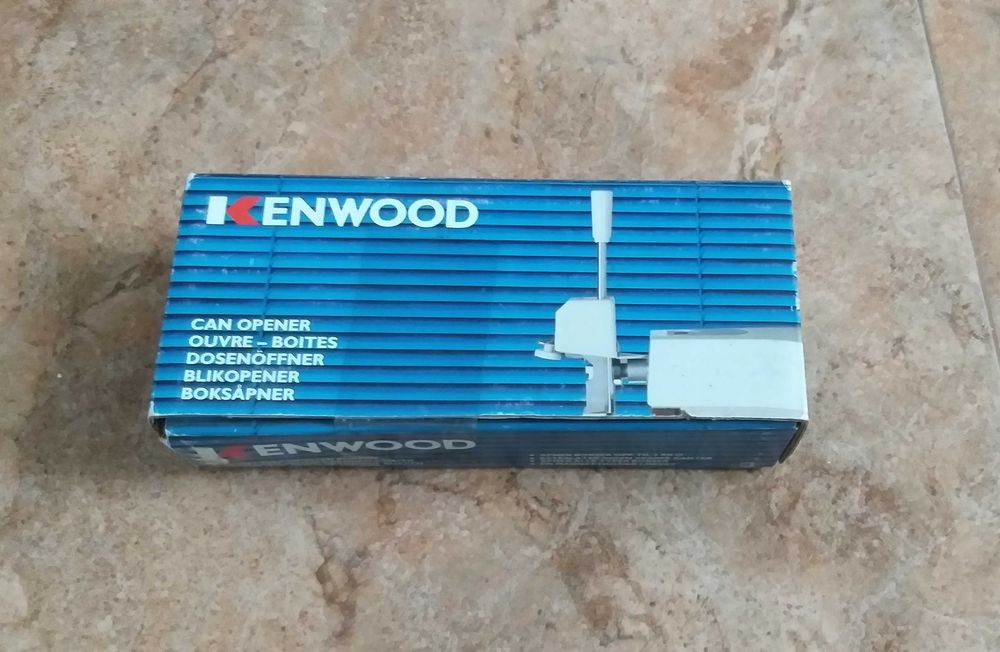 KENWOOD
CAN OPENER
OUVRE – BOITES
DOSENÖFFNER
BLIKOPENER
BOKSÅPNER
KENWOOD